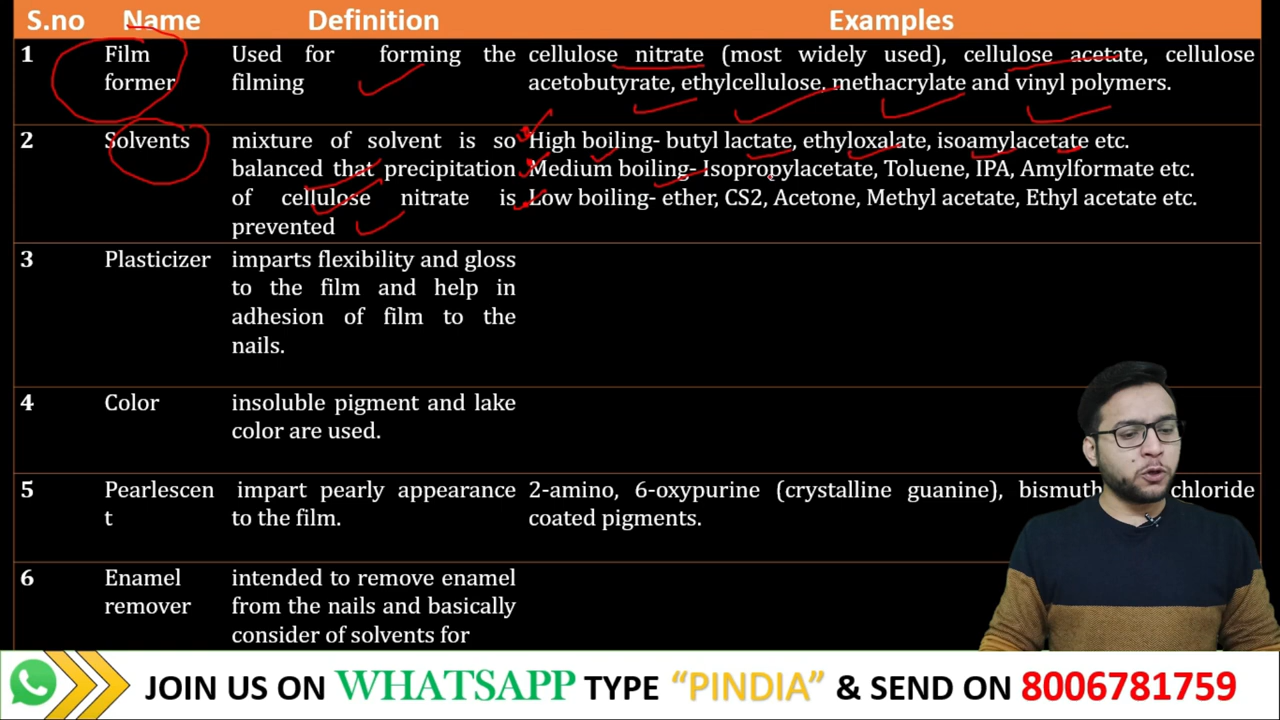 S.no Name Definition Examples
1 Film Used for forming the cellulose nitrate (most widely used), cellulose acetate, cellulose
former filming acetobutyrate, ethylcellulose, methacrylate and vinyl polymers.
2 Solvents mixture of solvent is so High boiling- butyl lactate, ethyloxalate, isoamylacetate etc.
balanced that precipitation Medium boiling- Isopropylacetate, Toluene, IPA, Amylformate etc.
of cellulose nitrate is Low boiling- ether, CS2, Acetone, Methyl acetate, Ethyl acetate etc.
prevented
3 Plasticizer imparts flexibility and gloss
to the film and help in
adhesion of film to the
nails.
4 Color insoluble pigment and lake
color are used.
5 Pearlescen impart pearly appearance 2-amino, 6-oxypurine (crystalline guanine), bismuth chloride
t to the film. coated pigments.
6 Enamel intended to remove enamel
remover from the nails and basically
consider of solvents for
JOIN US ON WHATSAPP TYPE “PINDIA” & SEND ON 8006781759